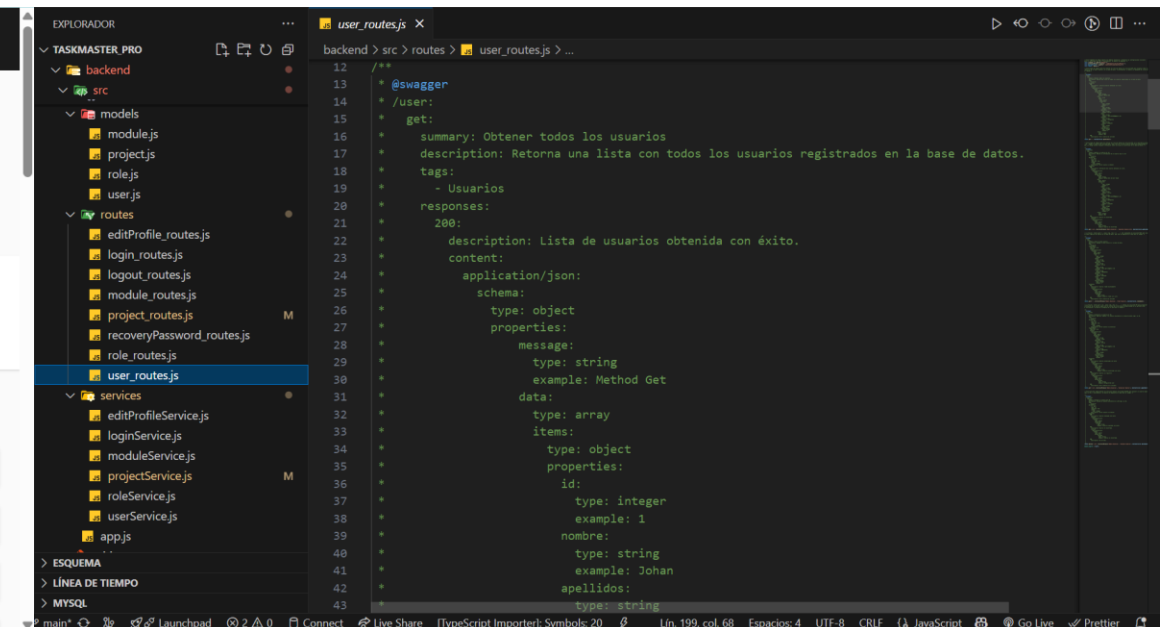 EXPLORADOR
TASKMASTER_PRO
backend
src
models
module.js
project.js
role.js
user.js
routes
editProfile_routes.js
login_routes.js
logout_routes.js
module_routes.js
project_routes.js M
recoveryPassword_routes.js
role_routes.js
user_routes.js
services
editProfileService.js
loginService.js
moduleService.js
projectService.js M
roleService.js
userService.js
app.js
ESQUEMA
LÍNEA DE TIEMPO
MYSQL
user_routes.js
backend > src > routes > user_routes.js > ...
12 /**
13 * @swagger
14 * /user:
15 *   get:
16 *     summary: Obtener todos los usuarios
17 *     description: Retorna una lista con todos los usuarios registrados en la base de datos.
18 *     tags:
19 *       - Usuarios
20 *     responses:
21 *       200:
22 *         description: Lista de usuarios obtenida con éxito.
23 *         content:
24 *           application/json:
25 *             schema:
26 *               type: object
27 *               properties:
28 *                   message:
29 *                     type: string
30 *                     example: Method Get
31 *                   data:
32 *                     type: array
33 *                     items:
34 *                       type: object
35 *                       properties:
36 *                         id:
37 *                           type: integer
38 *                           example: 1
39 *                         nombre:
40 *                           type: string
41 *                           example: Johan
42 *                         apellidos:
43 *                           type: string
main* Launchpad 2 0 Connect Live Share [TypeScript Importer]: Symbols: 20 Lín. 199, col. 68 Espacios: 4 UTF-8 CRLF JavaScript Go Live Prettier